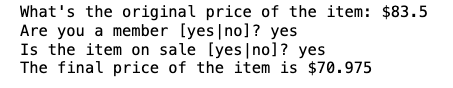 What's the original price of the item: $83.5
Are you a member [yes|no]? yes
Is the item on sale [yes|no]? yes
The final price of the item is $70.975